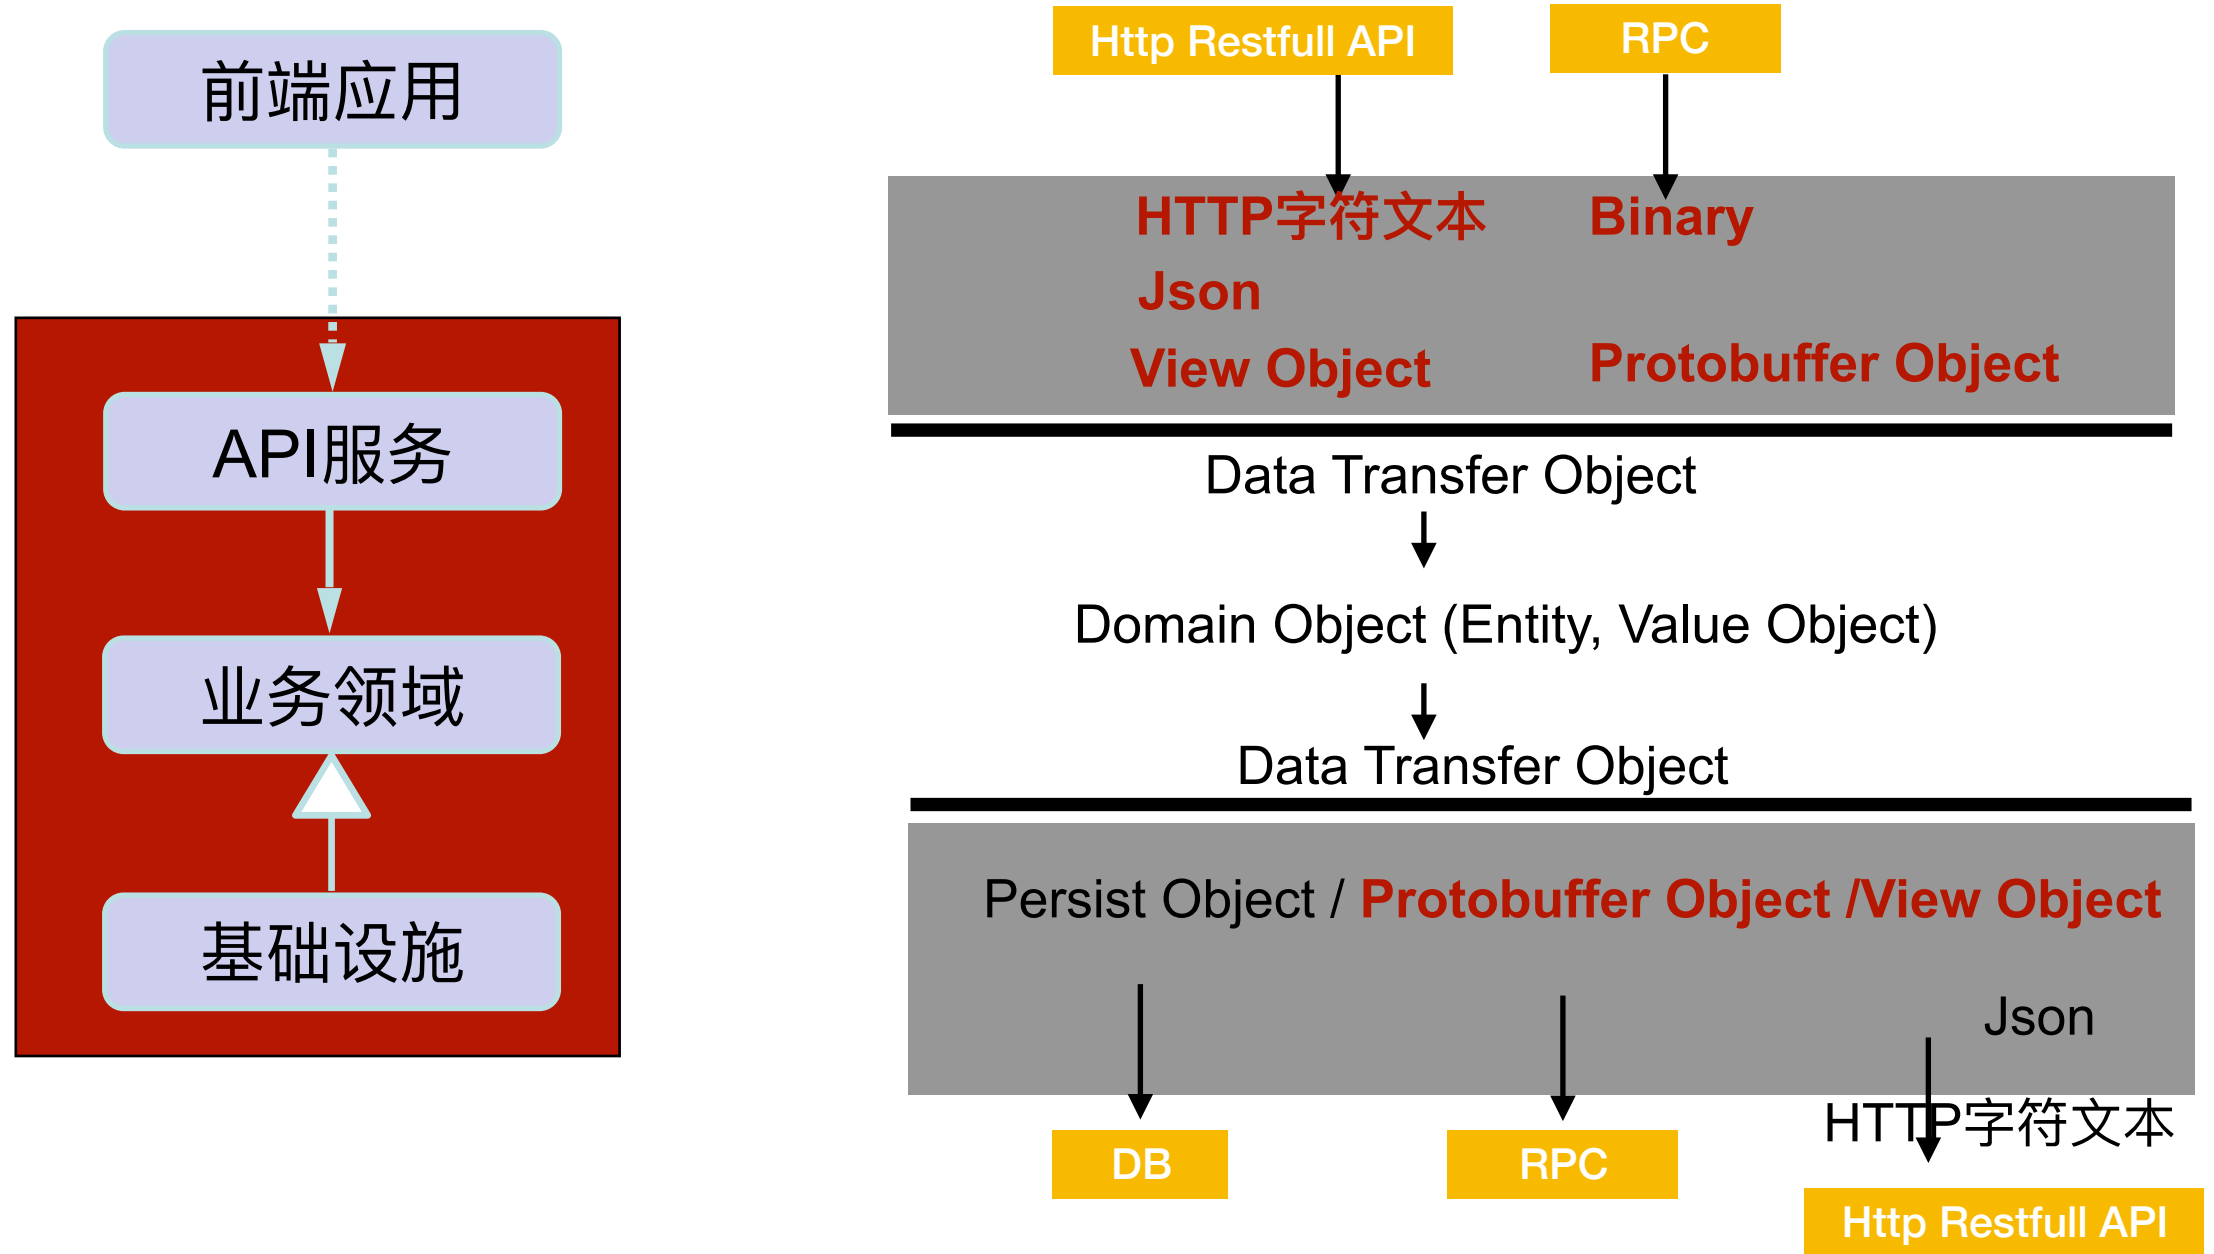 前端应用
API服务
业务领域
基础设施
Http Restfull API
RPC
HTTP字符文本
Binary
Json
View Object
Protobuffer Object
Data Transfer Object
Domain Object (Entity, Value Object)
Data Transfer Object
Persist Object / Protobuffer Object /View Object
Json
HTTP字符文本
DB
RPC
Http Restfull API